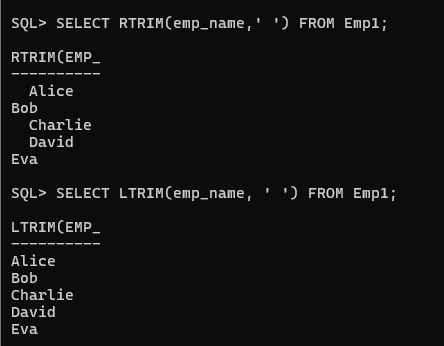 SQL> SELECT RTRIM(emp_name,' ') FROM Emp1;

RTRIM(EMP_
----------
  Alice
Bob
  Charlie
  David
Eva

SQL> SELECT LTRIM(emp_name, ' ') FROM Emp1;

LTRIM(EMP_
----------
Alice
Bob
Charlie
David
Eva